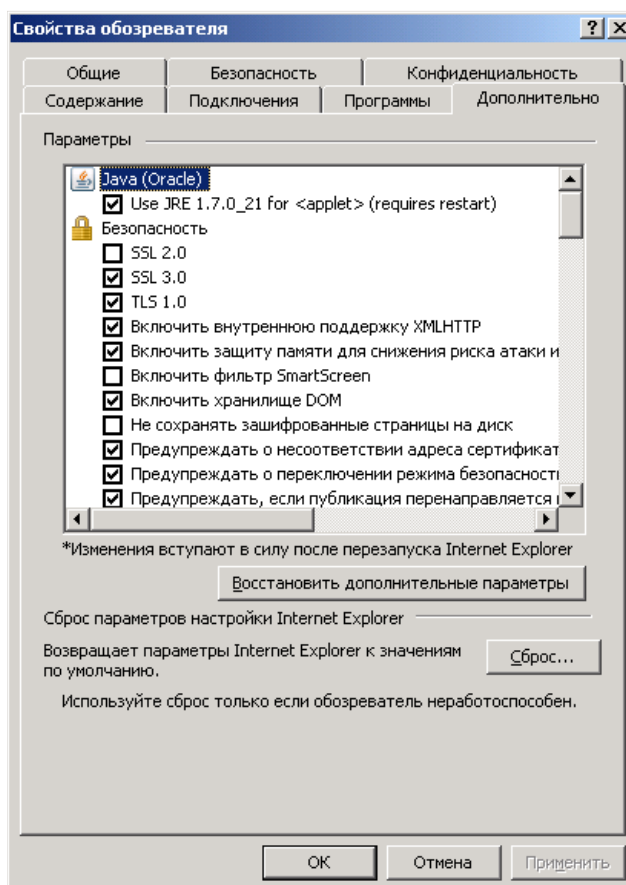 Свойства обозревателя
Общие Безопасность Конфиденциальность
Содержание Подключения Программы Дополнительно
Параметры
Java (Oracle)
Use JRE 1.7.0_21 for <applet> (requires restart)
Безопасность
SSL 2.0
SSL 3.0
TLS 1.0
Включить внутреннюю поддержку XMLHTTP
Включить защиту памяти для снижения риска атаки и
Включить фильтр SmartScreen
Включить хранилище DOM
Не сохранять зашифрованные страницы на диск
Предупреждать о несоответствии адреса сертификат
Предупреждать о переключении режима безопасност
Предупреждать, если публикация перенаправляется
*Изменения вступают в силу после перезапуска Internet Explorer
Восстановить дополнительные параметры
Сброс параметров настройки Internet Explorer
Возвращает параметры Internet Explorer к значениям
по умолчанию.
Сброс...
Используйте сброс только если обозреватель неработоспособен.
ОК Отмена Применить